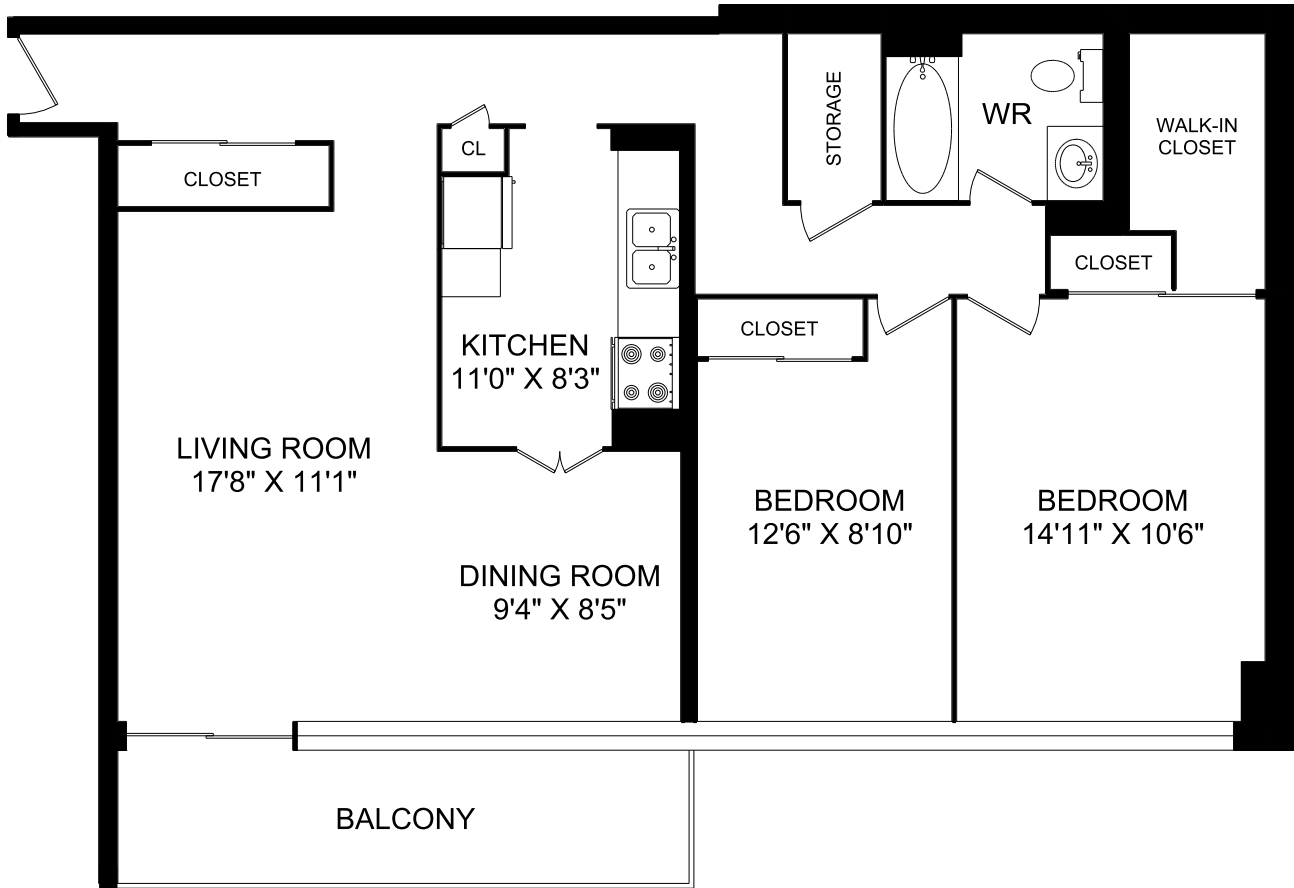 STORAGE
WR
WALK-IN
CLOSET
CL
CLOSET
CLOSET
CLOSET
KITCHEN
11'0" X 8'3"
LIVING ROOM
17'8" X 11'1"
BEDROOM
12'6" X 8'10"
BEDROOM
14'11" X 10'6"
DINING ROOM
9'4" X 8'5"
BALCONY